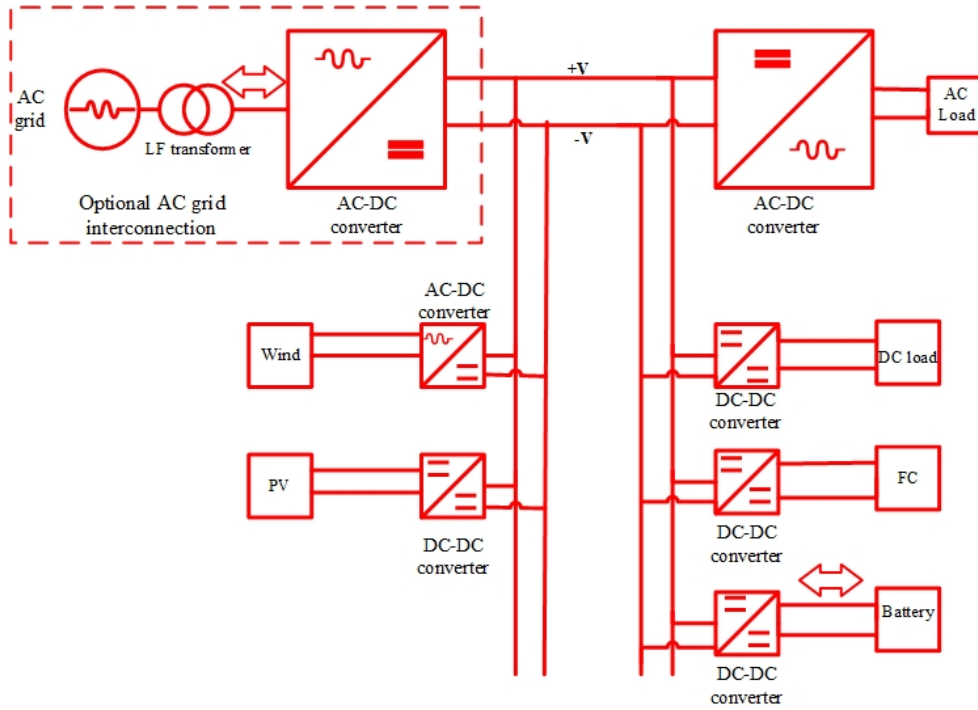 AC
grid
LF transformer
Optional AC grid
interconnection
AC-DC
converter
+V
-V
AC-DC
converter
AC
Load
AC-DC
converter
Wind
DC load
DC-DC
converter
PV
DC-DC
converter
FC
DC-DC
converter
Battery
DC-DC
converter